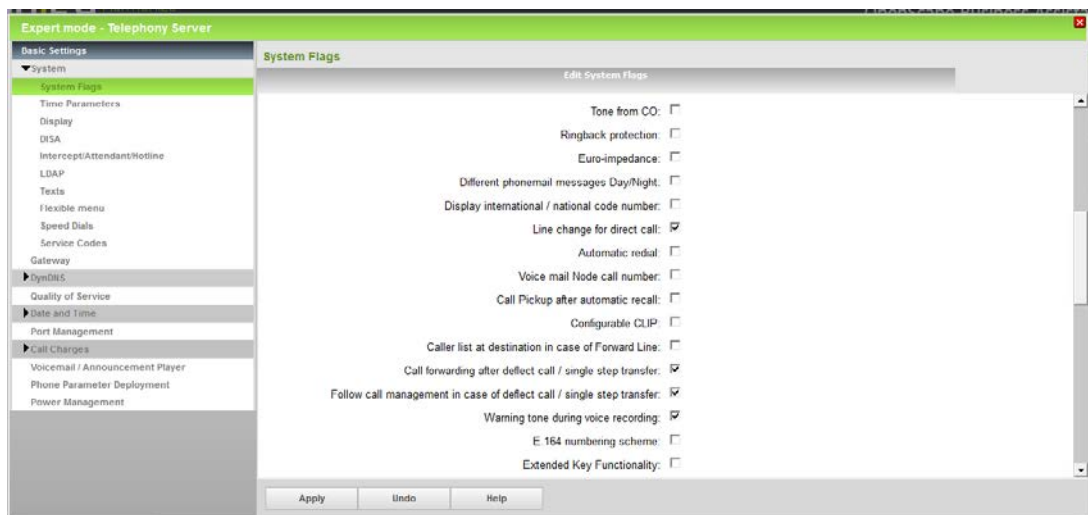 Expert mode - Telephony Server
Basic Settings
System
System Flags
Time Parameters
Display
DISA
Intercept/Attendant/Hotline
LDAP
Texts
Flexible menu
Speed Dials
Service Codes
Gateway
DynDNS
Quality of Service
Date and Time
Port Management
Call Charges
Voicemail / Announcement Player
Phone Parameter Deployment
Power Management
System Flags
Edit System Flags
Tone from CO:
Ringback protection:
Euro-impedance:
Different phonemail messages Day/Night:
Display international / national code number:
Line change for direct call:
Automatic redial:
Voice mail Node call number:
Call Pickup after automatic recall:
Configurable CLIP:
Caller list at destination in case of Forward Line:
Call forwarding after deflect call / single step transfer:
Follow call management in case of deflect call / single step transfer:
Warning tone during voice recording:
E.164 numbering scheme:
Extended Key Functionality:
Apply Undo Help